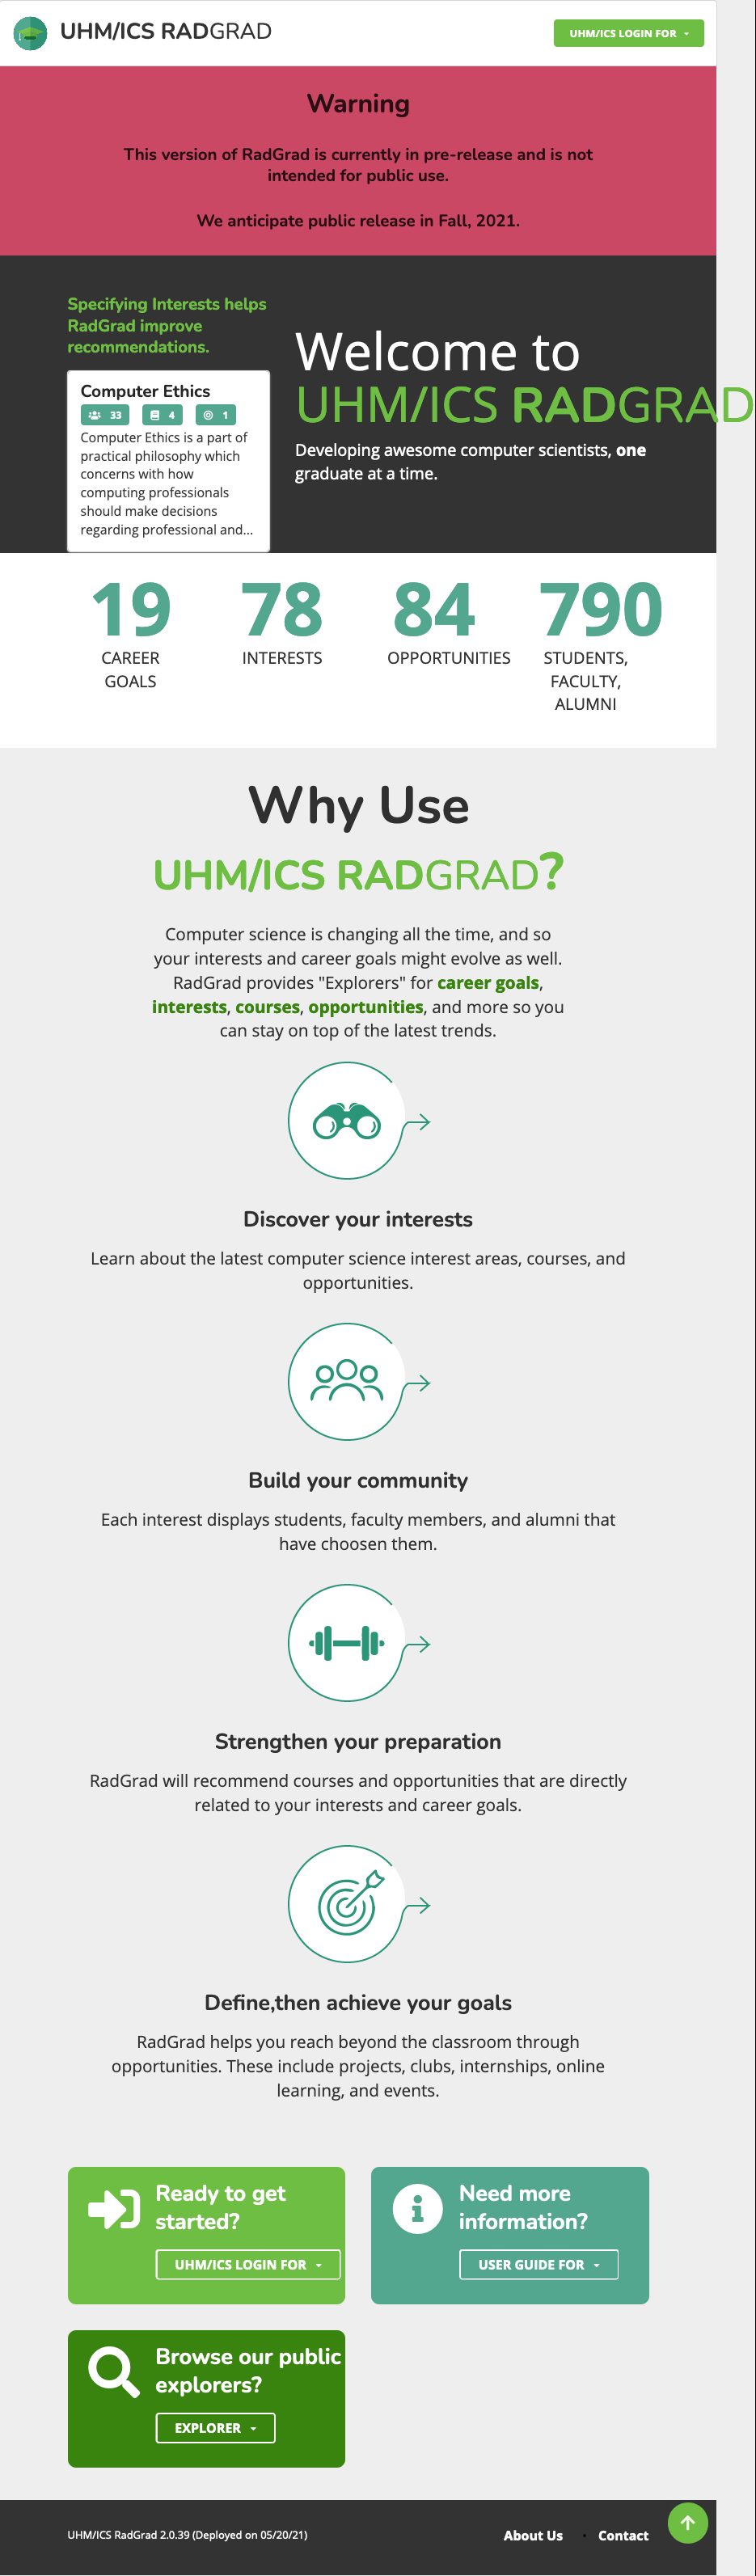 UHM/ICS RADGRAD
UHM/ICS LOGIN FOR
Warning
This version of RadGrad is currently in pre-release and is not
intended for public use.
We anticipate public release in Fall, 2021.
Specifying Interests helps
RadGrad improve
recommendations.
Computer Ethics
33 4 1
Computer Ethics is a part of
practical philosophy which
concerns with how
computing professionals
should make decisions
regarding professional and...
Welcome to
UHM/ICS RADGRAD
Developing awesome computer scientists, one
graduate at a time.
19
CAREER
GOALS
78
INTERESTS
84
OPPORTUNITIES
790
STUDENTS,
FACULTY,
ALUMNI
Why Use
UHM/ICS RADGRAD?
Computer science is changing all the time, and so
your interests and career goals might evolve as well.
RadGrad provides "Explorers" for career goals,
interests, courses, opportunities, and more so you
can stay on top of the latest trends.
Discover your interests
Learn about the latest computer science interest areas, courses, and
opportunities.
Build your community
Each interest displays students, faculty members, and alumni that
have choosen them.
Strengthen your preparation
RadGrad will recommend courses and opportunities that are directly
related to your interests and career goals.
Define,then achieve your goals
RadGrad helps you reach beyond the classroom through
opportunities. These include projects, clubs, internships, online
learning, and events.
Ready to get
started?
UHM/ICS LOGIN FOR
Need more
information?
USER GUIDE FOR
Browse our public
explorers?
EXPLORER
UHM/ICS RadGrad 2.0.39 (Deployed on 05/20/21)
About Us · Contact